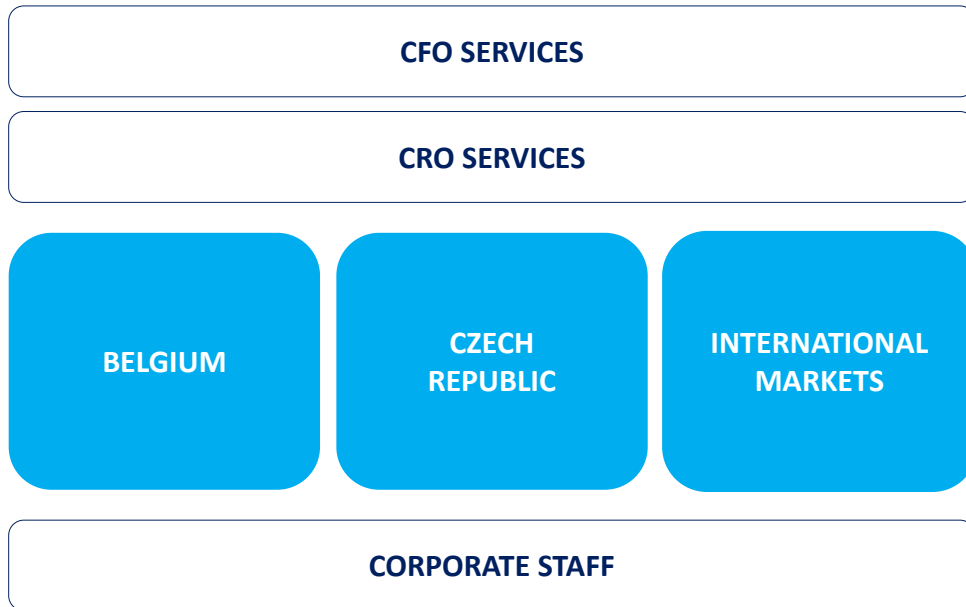 CFO SERVICES
CRO SERVICES
BELGIUM
CZECH
REPUBLIC
INTERNATIONAL
MARKETS
CORPORATE STAFF